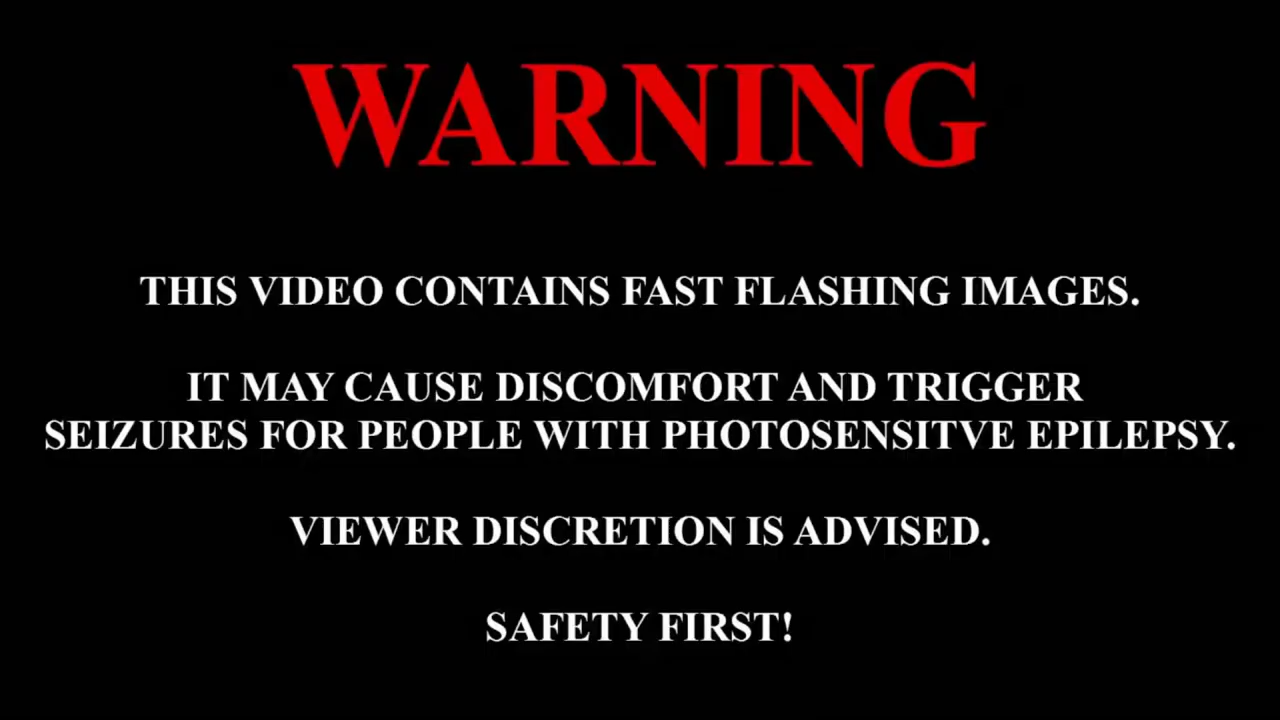 WARNING
THIS VIDEO CONTAINS FAST FLASHING IMAGES.
IT MAY CAUSE DISCOMFORT AND TRIGGER
SEIZURES FOR PEOPLE WITH PHOTOSENSITVE EPILEPSY.
VIEWER DISCRETION IS ADVISED.
SAFETY FIRST!